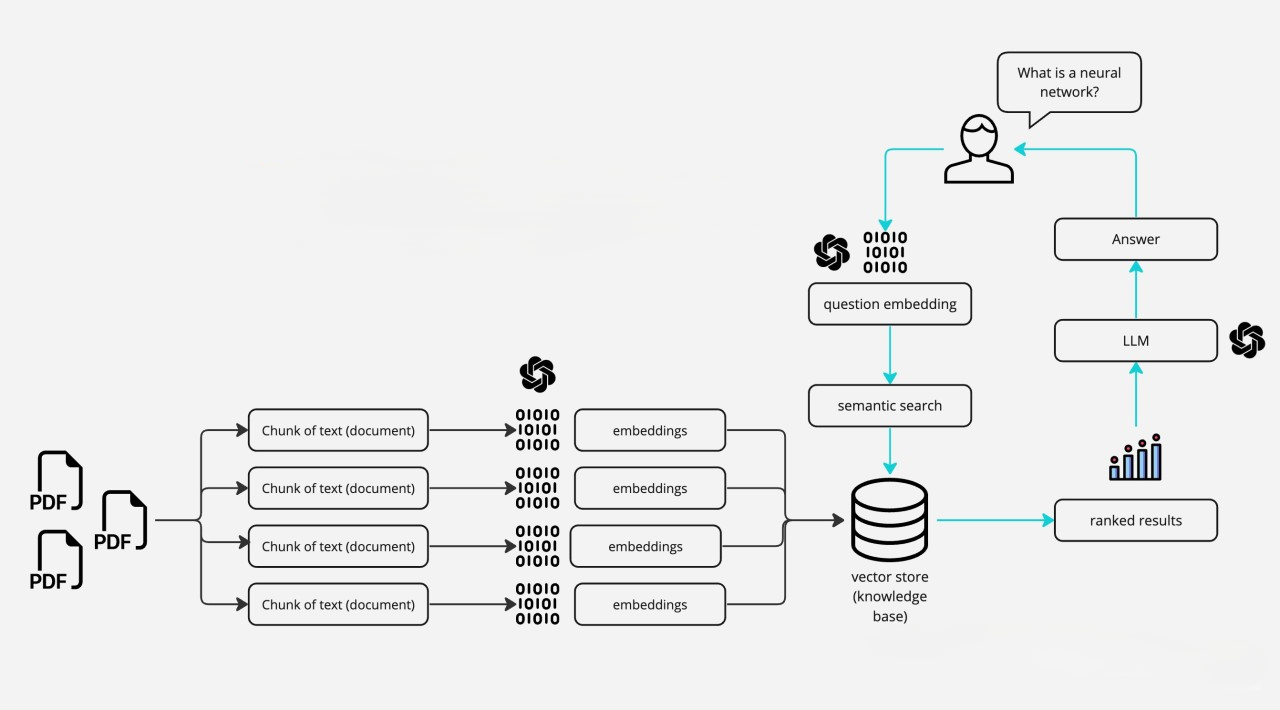 What is a neural
network?
Answer
01010
10101
01010
question embedding
LLM
semantic search
01010
10101
01010
Chunk of text (document)
embeddings
01010
10101
01010
Chunk of text (document)
embeddings
PDF
PDF
PDF
01010
10101
01010
Chunk of text (document)
embeddings
01010
10101
01010
Chunk of text (document)
embeddings
ranked results
vector store
(knowledge
base)